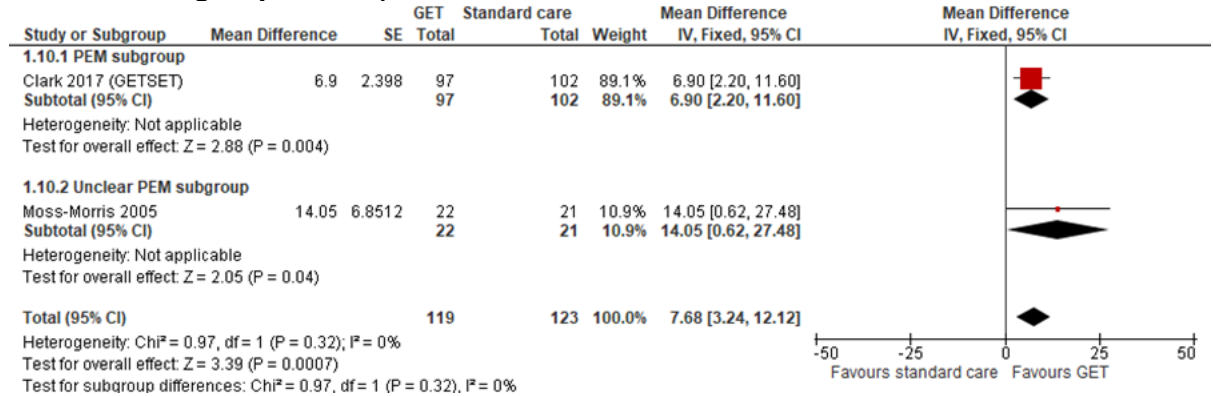 GET Standard care Mean Difference Mean Difference
Study or Subgroup Mean Difference SE Total Total Weight IV, Fixed, 95% CI IV, Fixed, 95% CI
1.10.1 PEM subgroup
Clark 2017 (GETSET) 6.9 2.398 97 102 89.1% 6.90 [2.20, 11.60]
Subtotal (95% CI) 97 102 89.1% 6.90 [2.20, 11.60]
Heterogeneity: Not applicable
Test for overall effect: Z = 2.88 (P = 0.004)
1.10.2 Unclear PEM subgroup
Moss-Morris 2005 14.05 6.8512 22 21 10.9% 14.05 [0.62, 27.48]
Subtotal (95% CI) 22 21 10.9% 14.05 [0.62, 27.48]
Heterogeneity: Not applicable
Test for overall effect: Z = 2.05 (P = 0.04)
Total (95% CI) 119 123 100.0% 7.68 [3.24, 12.12]
Heterogeneity: Chi² = 0.97, df = 1 (P = 0.32); I² = 0%
Test for overall effect: Z = 3.39 (P = 0.0007)
Test for subgroup differences: Chi² = 0.97, df = 1 (P = 0.32), I² = 0%
-50 -25 0 25 50
Favours standard care Favours GET